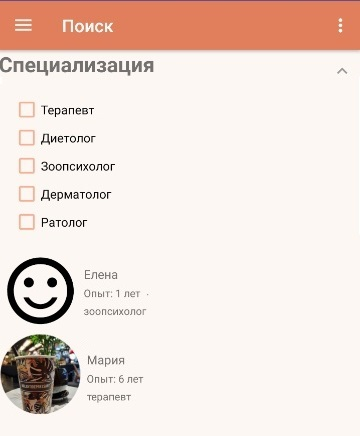 Поиск
Специализация
Терапевт
Диетолог
Зоопсихолог
Дерматолог
Ратолог
Елена
Опыт: 1 лет ·
зоопсихолог
Мария
Опыт: 6 лет
терапевт